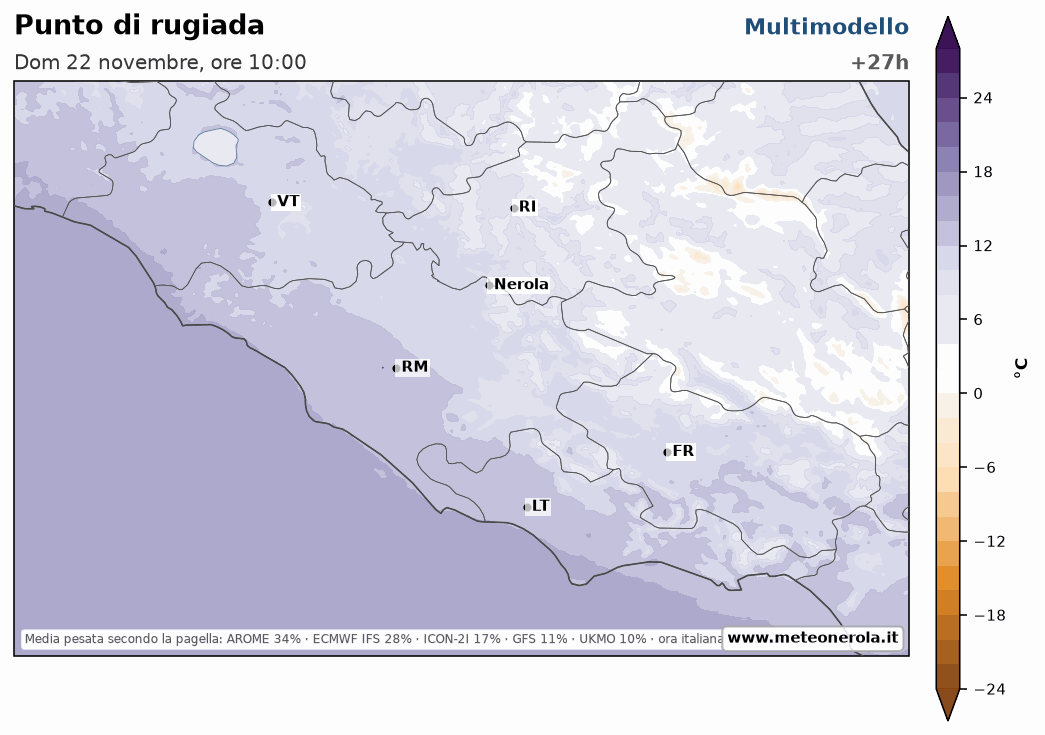 Punto di rugiada
Multimodello
Dom 22 novembre, ore 10:00
+27h
VT
RI
Nerola
RM
FR
LT
Media pesata secondo la pagella: AROME 34% · ECMWF IFS 28% · ICON-2I 17% · GFS 11% · UKMO 10% · ora italiana
www.meteonerola.it
24
18
12
6
0
−6
−12
−18
−24
°C